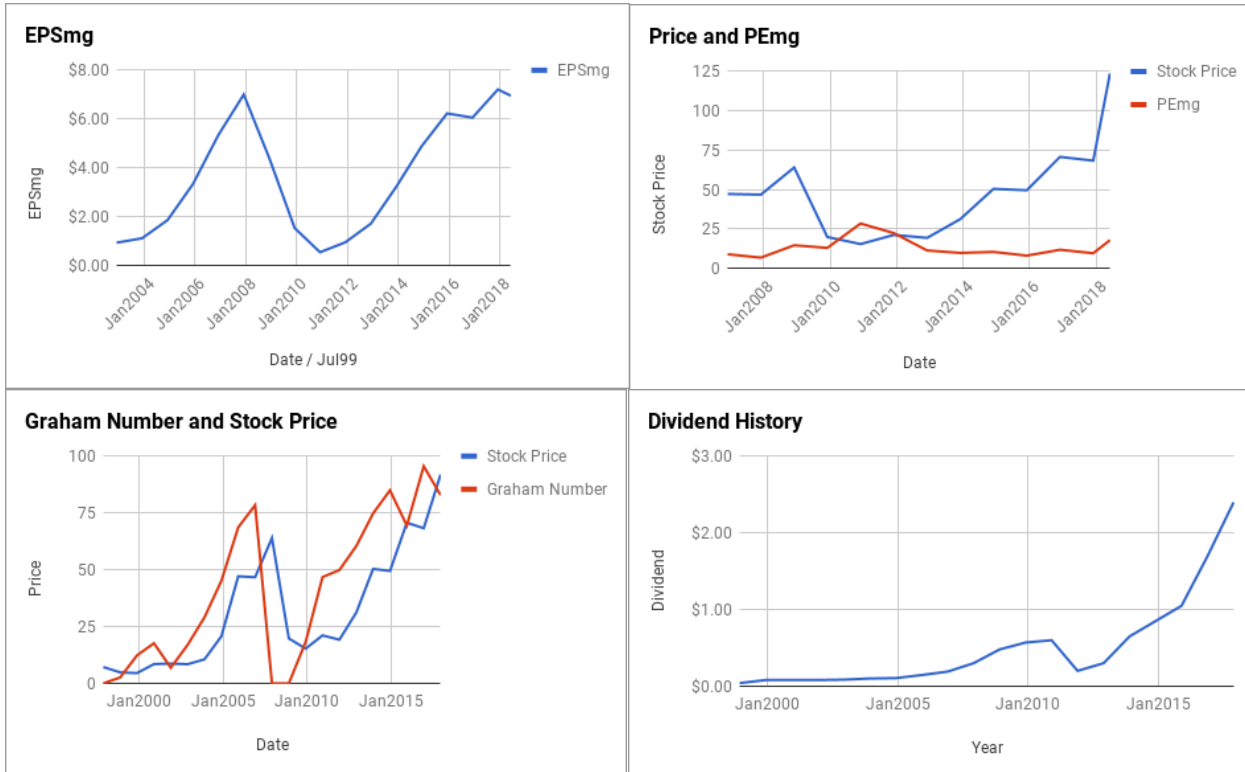 EPSmg
EPSmg
$8.00
$6.00
$4.00
$2.00
$0.00
EPSmg
Jan2004
Jan2006
Jan2008
Jan2010
Jan2012
Jan2014
Jan2016
Jan2018
Date / Jul99
Price and PEmg
Stock Price
PEmg
125
100
75
50
25
0
Stock Price
Jan2008
Jan2010
Jan2012
Jan2014
Jan2016
Jan2018
Date
Graham Number and Stock Price
Stock Price
Graham Number
100
75
50
25
0
Price
Jan2000
Jan2005
Jan2010
Jan2015
Date
Dividend History
$3.00
$2.00
$1.00
$0.00
Dividend
Jan2000
Jan2005
Jan2010
Jan2015
Year